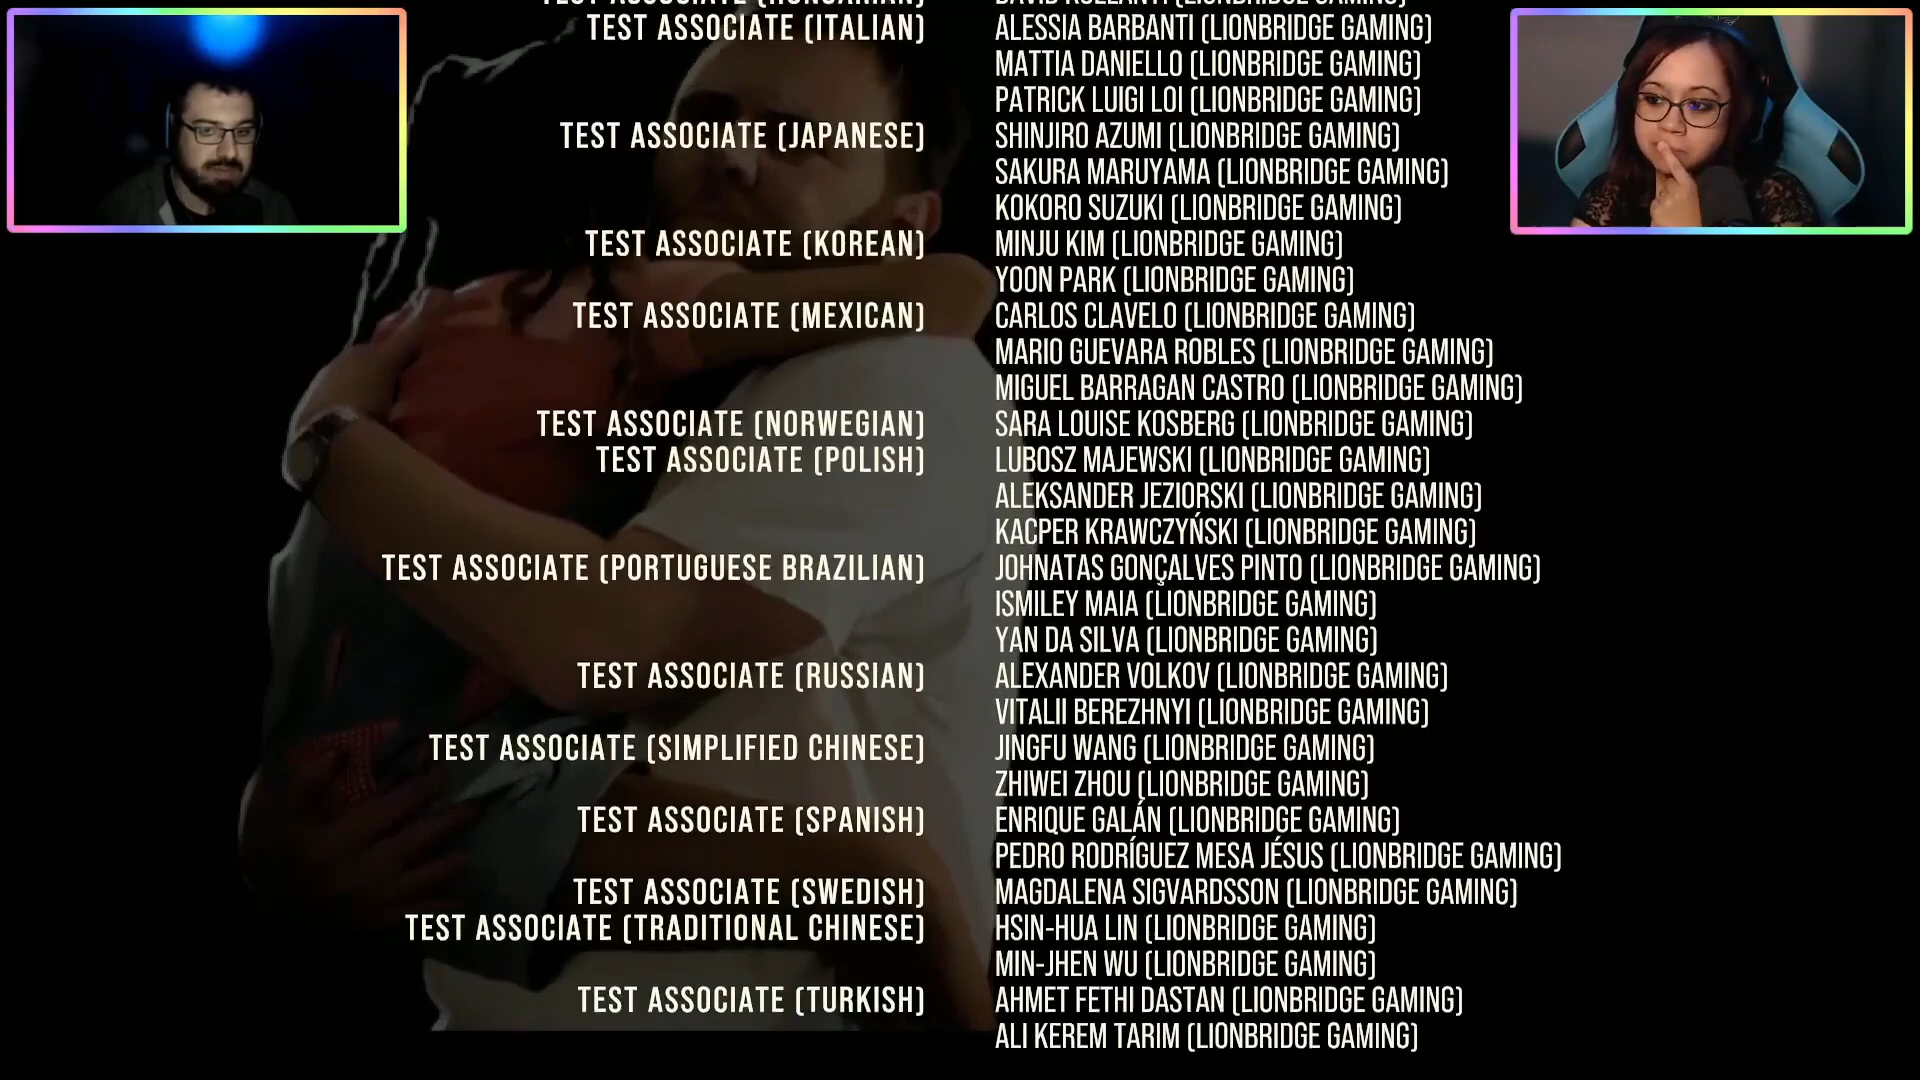 TEST ASSOCIATE (HUNGARIAN) DAVID KOLLANYI (LIONBRIDGE GAMING)
TEST ASSOCIATE (ITALIAN) ALESSIA BARBANTI (LIONBRIDGE GAMING)
MATTIA DANIELLO (LIONBRIDGE GAMING)
PATRICK LUIGI LOI (LIONBRIDGE GAMING)
TEST ASSOCIATE (JAPANESE) SHINJIRO AZUMI (LIONBRIDGE GAMING)
SAKURA MARUYAMA (LIONBRIDGE GAMING)
KOKORO SUZUKI (LIONBRIDGE GAMING)
TEST ASSOCIATE (KOREAN) MINJU KIM (LIONBRIDGE GAMING)
YOON PARK (LIONBRIDGE GAMING)
TEST ASSOCIATE (MEXICAN) CARLOS CLAVELO (LIONBRIDGE GAMING)
MARIO GUEVARA ROBLES (LIONBRIDGE GAMING)
MIGUEL BARRAGAN CASTRO (LIONBRIDGE GAMING)
TEST ASSOCIATE (NORWEGIAN) SARA LOUISE KOSBERG (LIONBRIDGE GAMING)
TEST ASSOCIATE (POLISH) LUBOSZ MAJEWSKI (LIONBRIDGE GAMING)
ALEKSANDER JEZIORSKI (LIONBRIDGE GAMING)
KACPER KRAWCZYŃSKI (LIONBRIDGE GAMING)
TEST ASSOCIATE (PORTUGUESE BRAZILIAN) JOHNATAS GONÇALVES PINTO (LIONBRIDGE GAMING)
ISMILEY MAIA (LIONBRIDGE GAMING)
YAN DA SILVA (LIONBRIDGE GAMING)
TEST ASSOCIATE (RUSSIAN) ALEXANDER VOLKOV (LIONBRIDGE GAMING)
VITALII BEREZHNYI (LIONBRIDGE GAMING)
TEST ASSOCIATE (SIMPLIFIED CHINESE) JINGFU WANG (LIONBRIDGE GAMING)
ZHIWEI ZHOU (LIONBRIDGE GAMING)
TEST ASSOCIATE (SPANISH) ENRIQUE GALÁN (LIONBRIDGE GAMING)
PEDRO RODRÍGUEZ MESA JÉSUS (LIONBRIDGE GAMING)
TEST ASSOCIATE (SWEDISH) MAGDALENA SIGVARDSSON (LIONBRIDGE GAMING)
TEST ASSOCIATE (TRADITIONAL CHINESE) HSIN-HUA LIN (LIONBRIDGE GAMING)
MIN-JHEN WU (LIONBRIDGE GAMING)
TEST ASSOCIATE (TURKISH) AHMET FETHI DASTAN (LIONBRIDGE GAMING)
ALI KEREM TARIM (LIONBRIDGE GAMING)